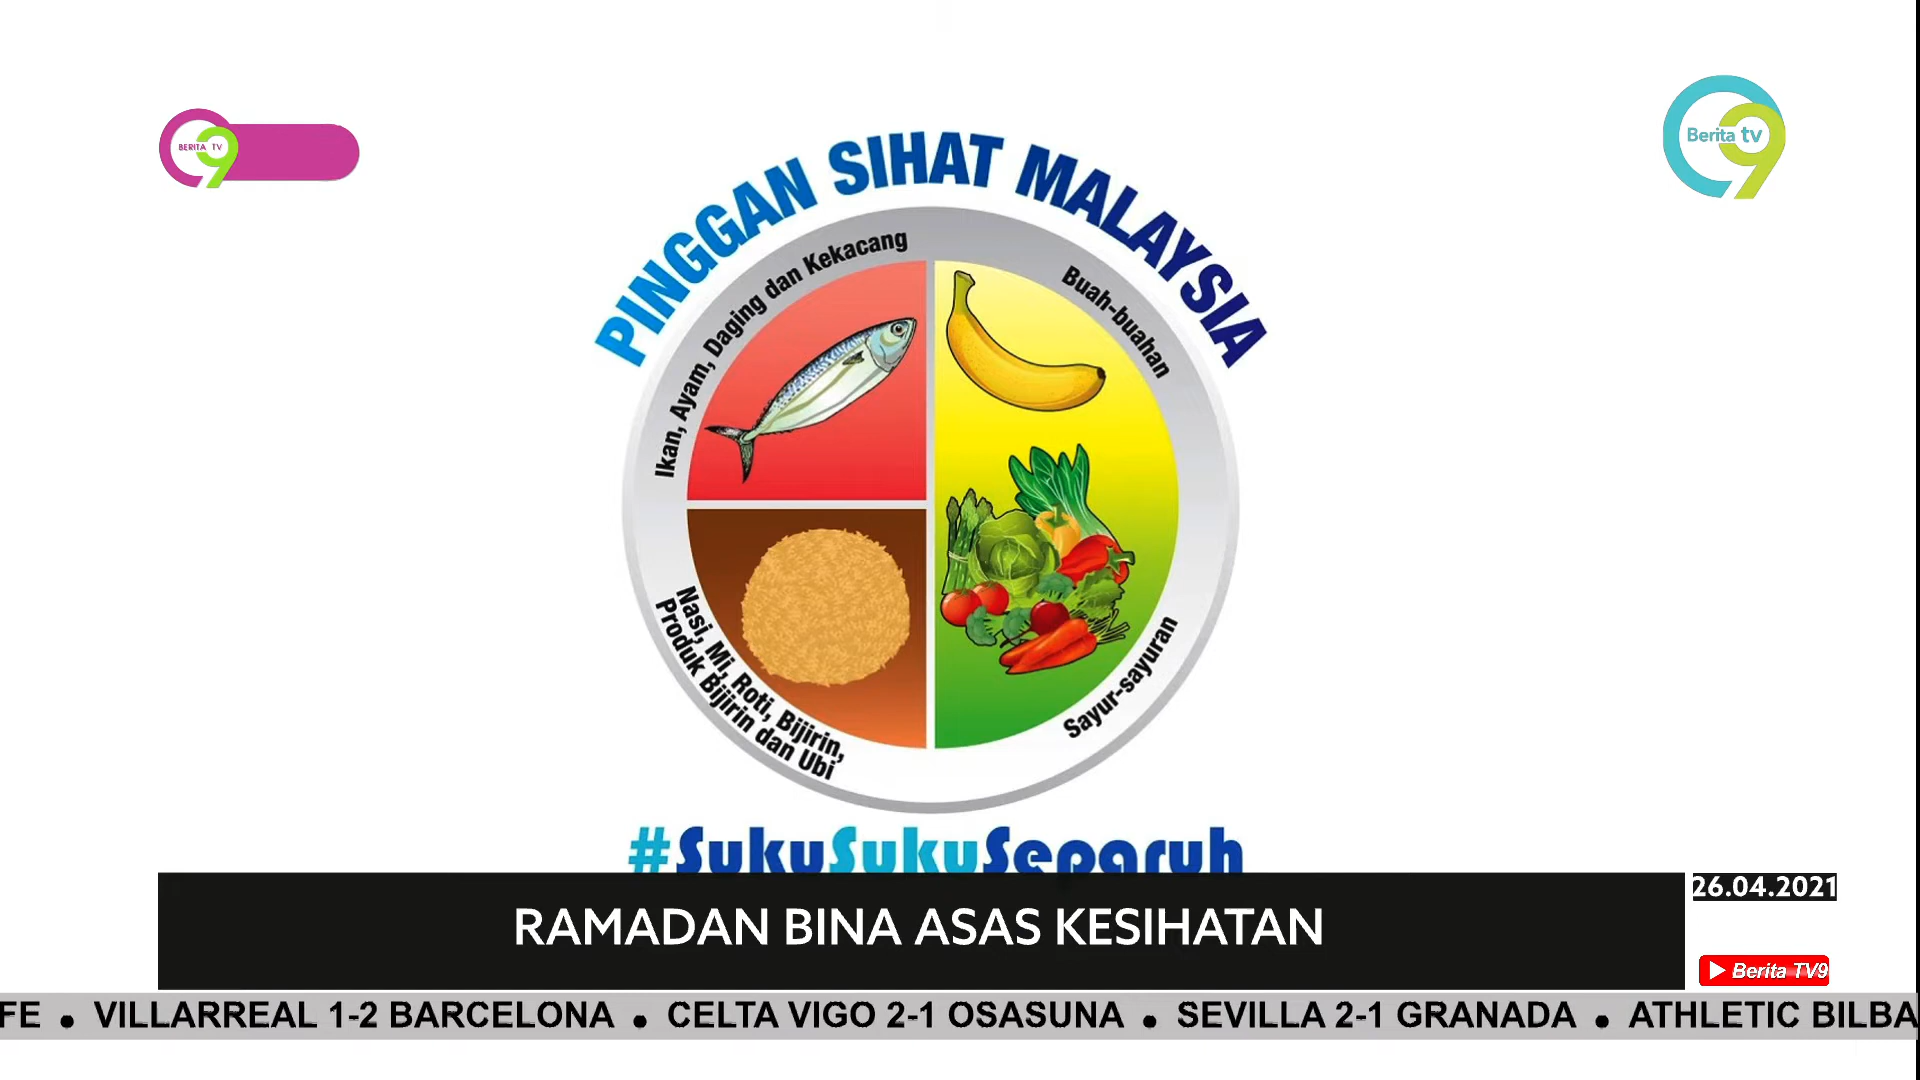 BERITA TV 9
Berita tv 9
PINGGAN SIHAT MALAYSIA
Ikan, Ayam, Daging dan Kekacang
Buah-buahan
Nasi, Mi, Roti, Bijirin,
Produk Bijirin dan Ubi
Sayur-sayuran
#SukuSukuSeparuh
RAMADAN BINA ASAS KESIHATAN
26.04.2021
Berita TV9
FE • VILLARREAL 1-2 BARCELONA • CELTA VIGO 2-1 OSASUNA • SEVILLA 2-1 GRANADA • ATHLETIC BILBA